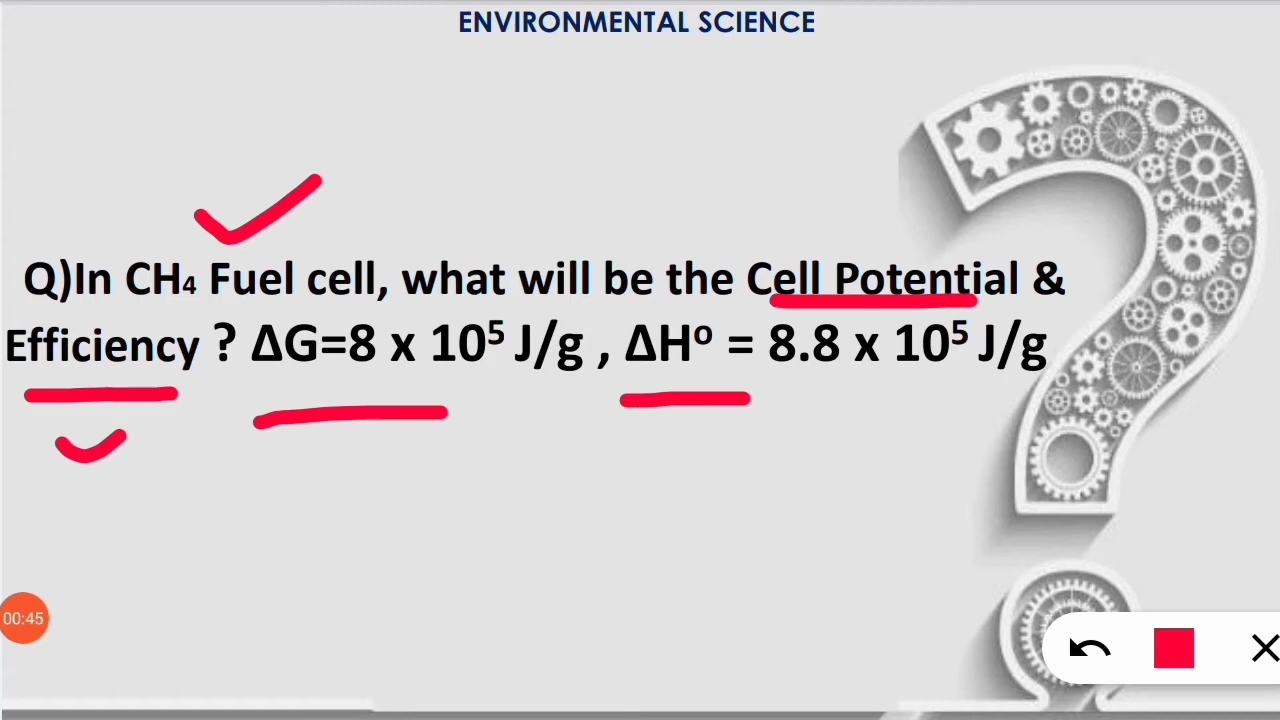 ENVIRONMENTAL SCIENCE
Q)In CH₄ Fuel cell, what will be the Cell Potential &
Efficiency ? ΔG=8 x 10⁵ J/g , ΔHº = 8.8 x 10⁵ J/g
00:45